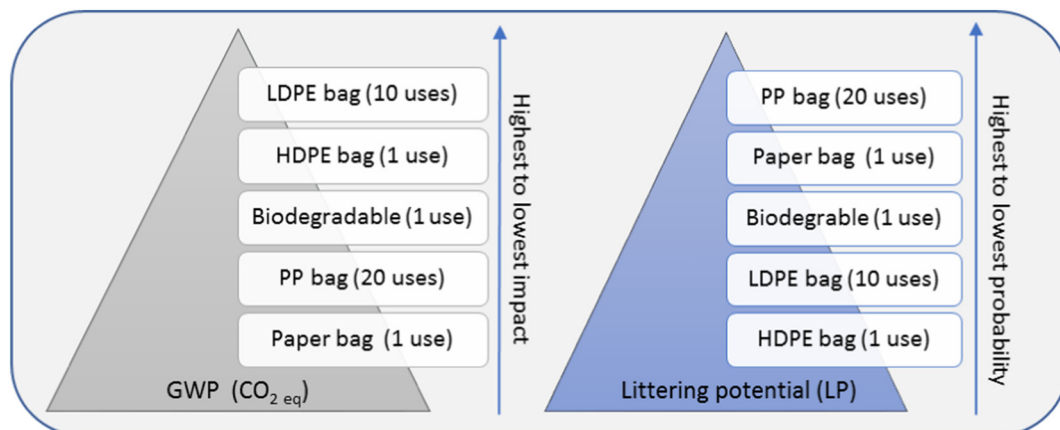 LDPE bag (10 uses)
HDPE bag (1 use)
Biodegradable (1 use)
PP bag (20 uses)
Paper bag (1 use)
GWP (CO2 eq)
Highest to lowest impact
PP bag (20 uses)
Paper bag (1 use)
Biodegrable (1 use)
LDPE bag (10 uses)
HDPE bag (1 use)
Littering potential (LP)
Highest to lowest probability